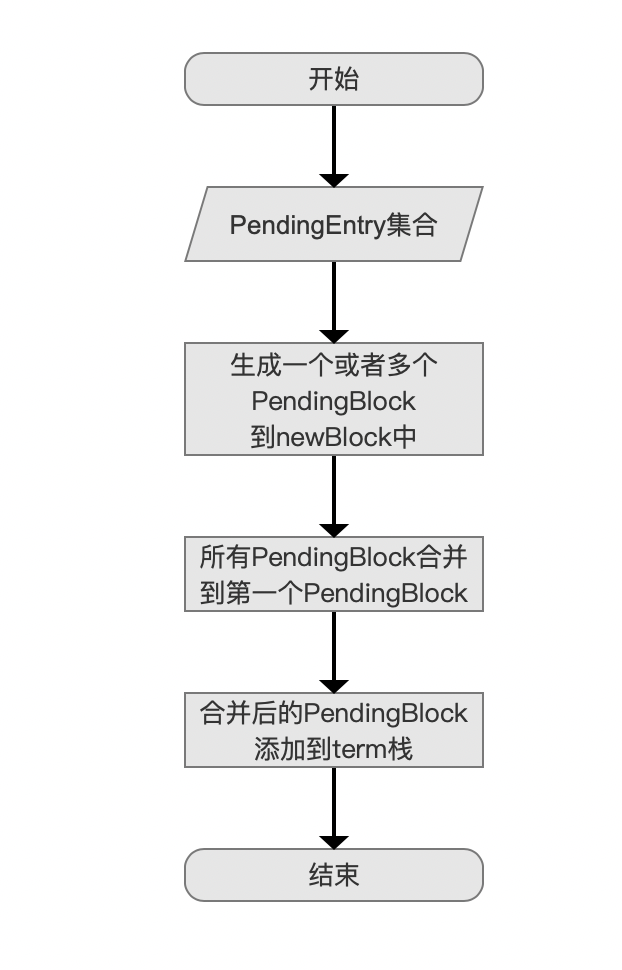 开始
PendingEntry集合
生成一个或者多个
PendingBlock
到newBlock中
所有PendingBlock合并
到第一个PendingBlock
合并后的PendingBlock
添加到term栈
结束